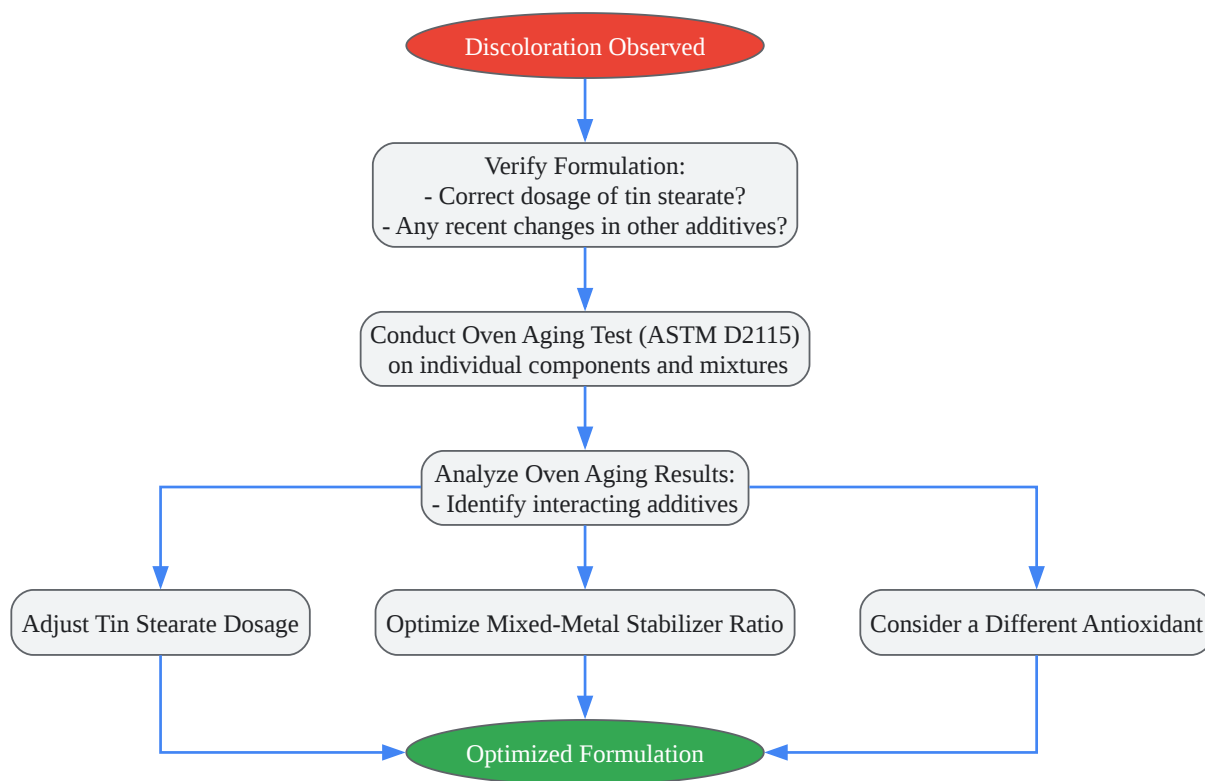 Discoloration Observed
Verify Formulation:
- Correct dosage of tin stearate?
- Any recent changes in other additives?
Conduct Oven Aging Test (ASTM D2115)
on individual components and mixtures
Analyze Oven Aging Results:
- Identify interacting additives
Adjust Tin Stearate Dosage
Optimize Mixed-Metal Stabilizer Ratio
Consider a Different Antioxidant
Optimized Formulation